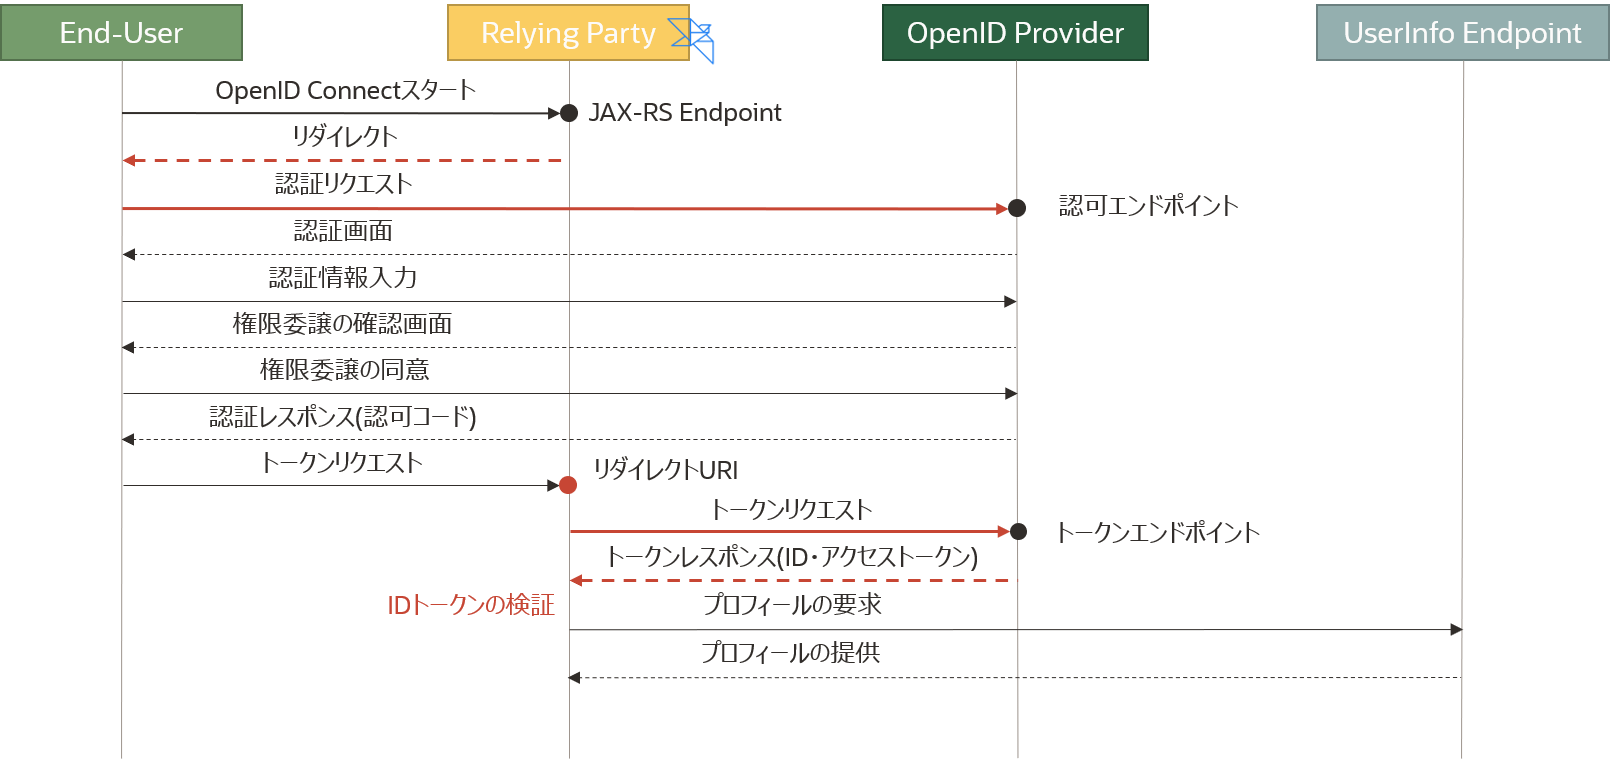 End-User
Relying Party
OpenID Provider
UserInfo Endpoint
OpenID Connectスタート
JAX-RS Endpoint
リダイレクト
認証リクエスト
認可エンドポイント
認証画面
認証情報入力
権限委譲の確認画面
権限委譲の同意
認証レスポンス(認可コード)
トークンリクエスト
リダイレクトURI
トークンリクエスト
トークンエンドポイント
トークンレスポンス(ID・アクセストークン)
IDトークンの検証
プロフィールの要求
プロフィールの提供